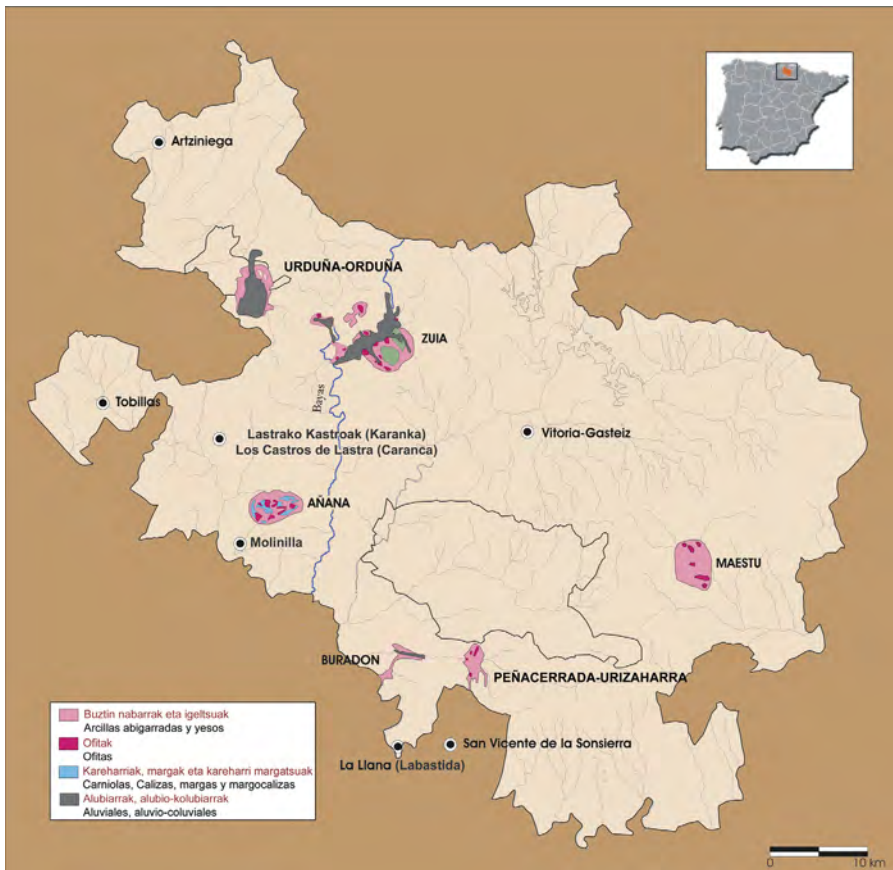 Artziniega
URDUÑA-ORDUÑA
ZUIA
Bayas
Tobillas
Lastrako Kastroak (Karanka)
Los Castros de Lastra (Caranca)
Vitoria-Gasteiz
AÑANA
Molinilla
MAESTU
BURADON
PEÑACERRADA-URIZAHARRA
San Vicente de la Sonsierra
La Llana (Labastida)
Buztin nabarrak eta igeltsuak
Arcillas abigarradas y yesos
Ofitak
Ofitas
Kareharriak, margak eta kareharri margatsuak
Carniolas, Calizas, margas y margocalizas
Alubiarrak, alubio-kolubiarrak
Aluviales, aluvio-coluviales
0 10 km